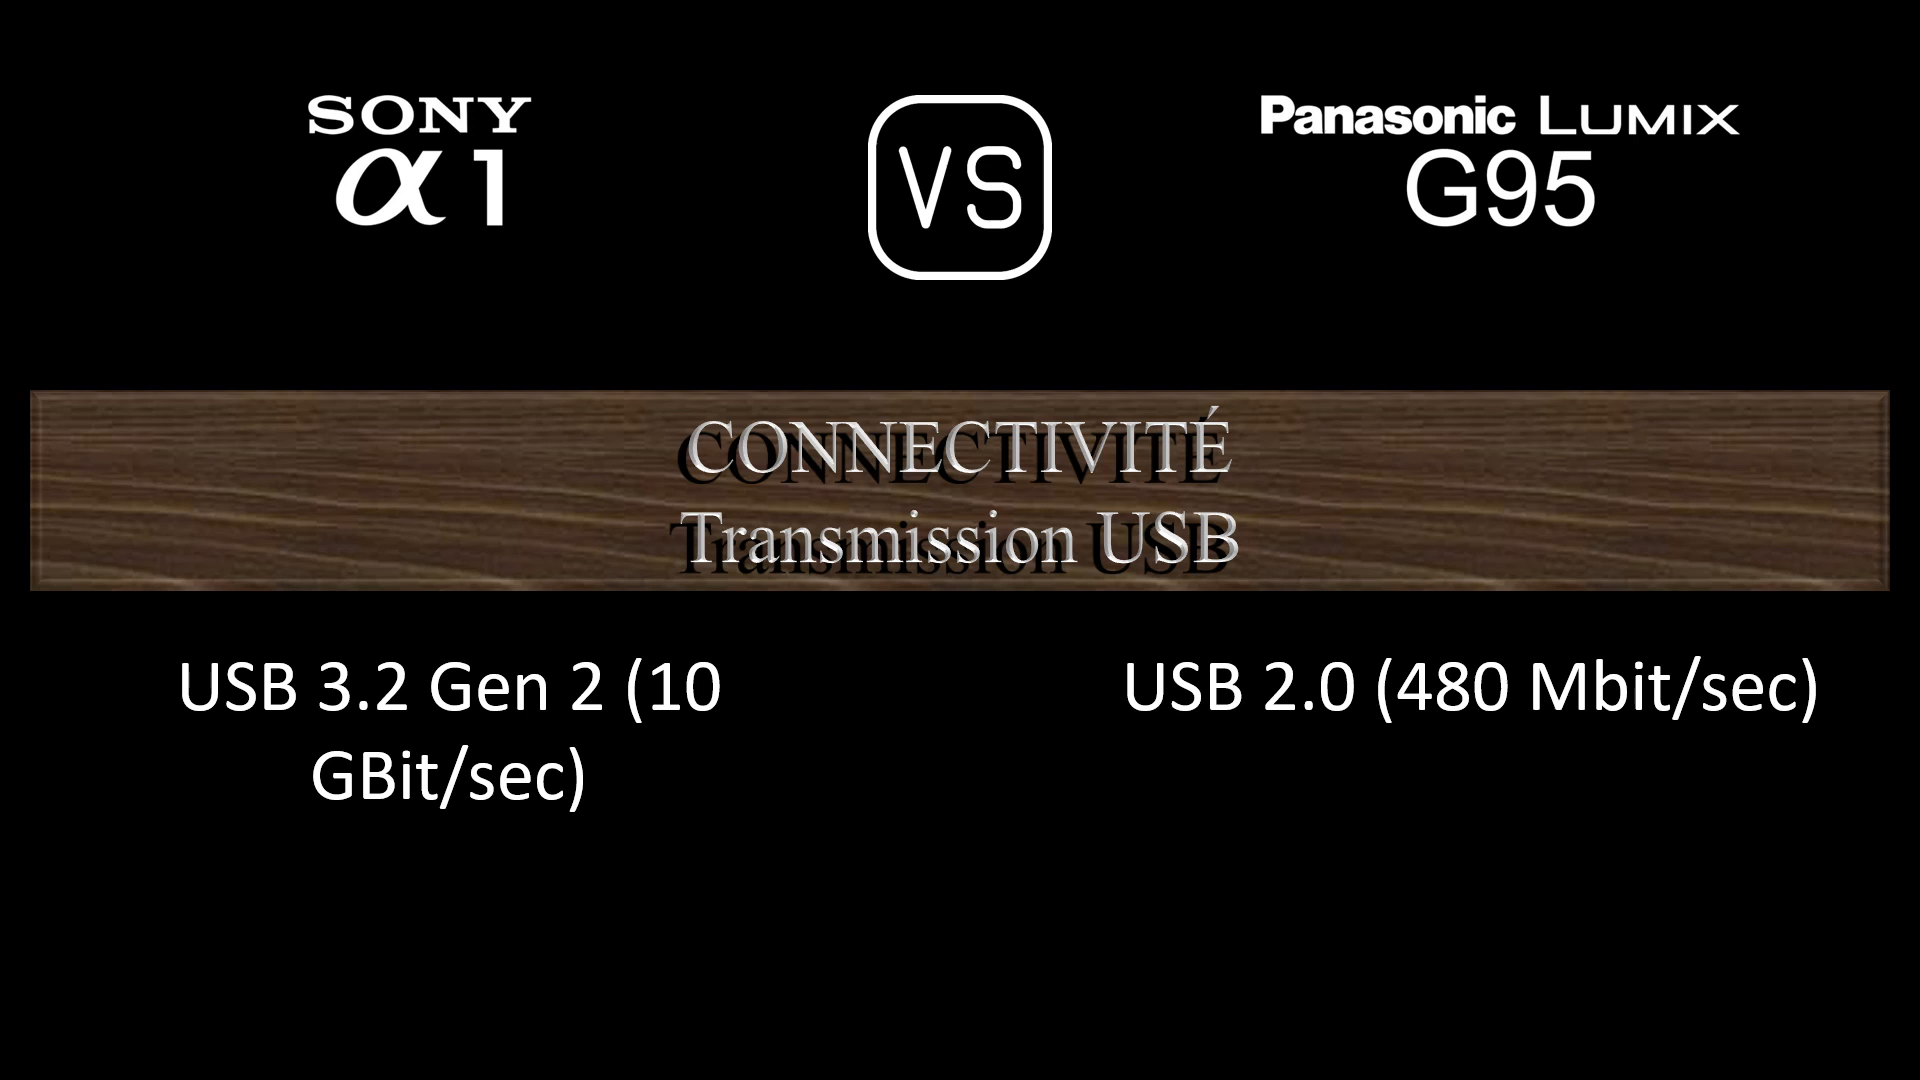 SONY
α1
VS
Panasonic LUMIX
G95
CONNECTIVITÉ
Transmission USB
USB 3.2 Gen 2 (10
GBit/sec)
USB 2.0 (480 Mbit/sec)